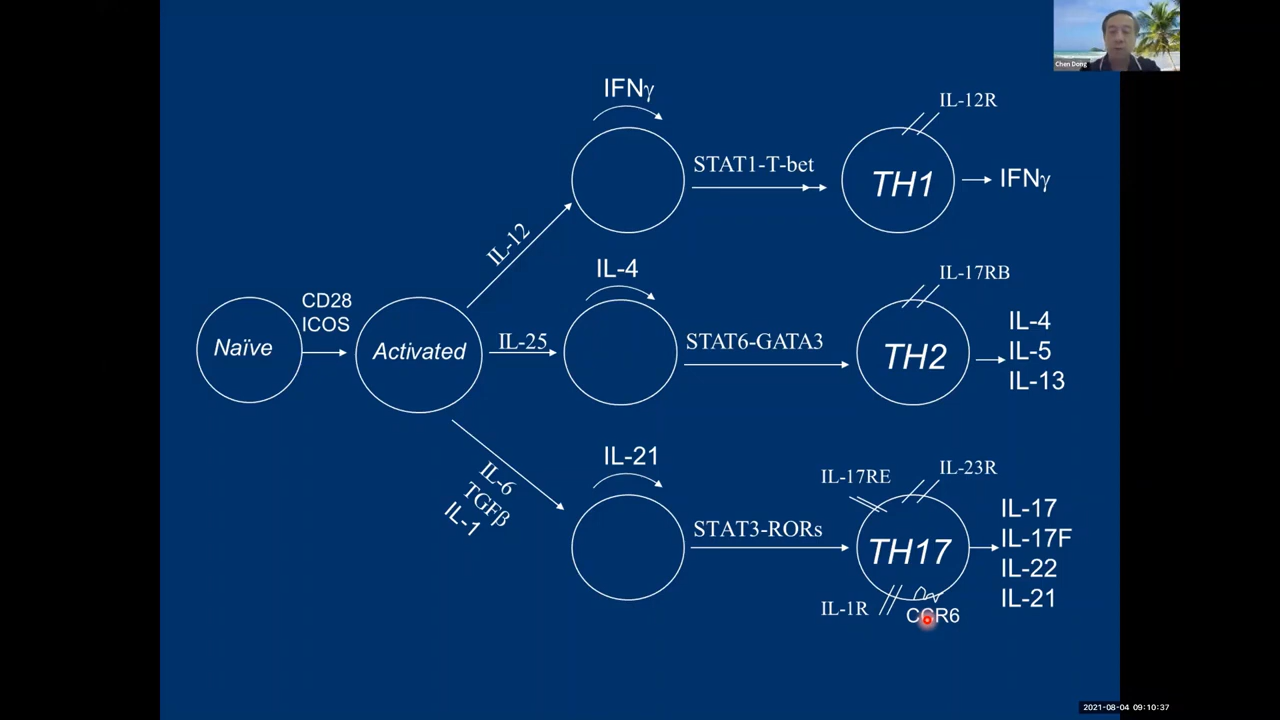 Chen Dong
IFNγ
IL-12R
STAT1-T-bet
TH1
IFNγ
IL-12
IL-4
IL-17RB
CD28
ICOS
Naïve
Activated
IL-25
STAT6-GATA3
TH2
IL-4
IL-5
IL-13
IL-21
IL-17RE
IL-23R
IL-6
TGFβ
IL-1
STAT3-RORs
TH17
IL-17
IL-17F
IL-22
IL-21
IL-1R
CCR6
2021-08-04 09:10:37